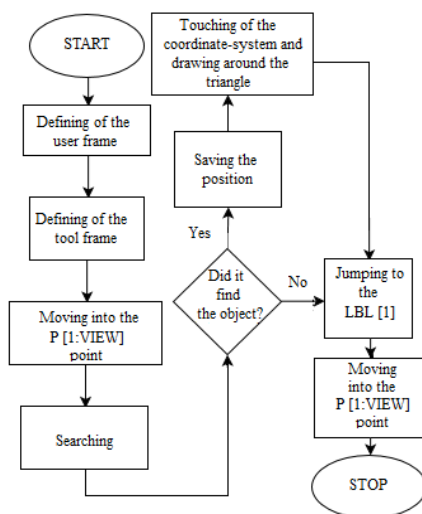 START
Defining of the
user frame
Defining of the
tool frame
Moving into the
P [1:VIEW]
point
Searching
Did it
find
the object?
Yes
No
Saving the
position
Touching of the
coordinate-system and
drawing around the
triangle
Jumping to
the
LBL [1]
Moving
into the
P [1:VIEW]
point
STOP